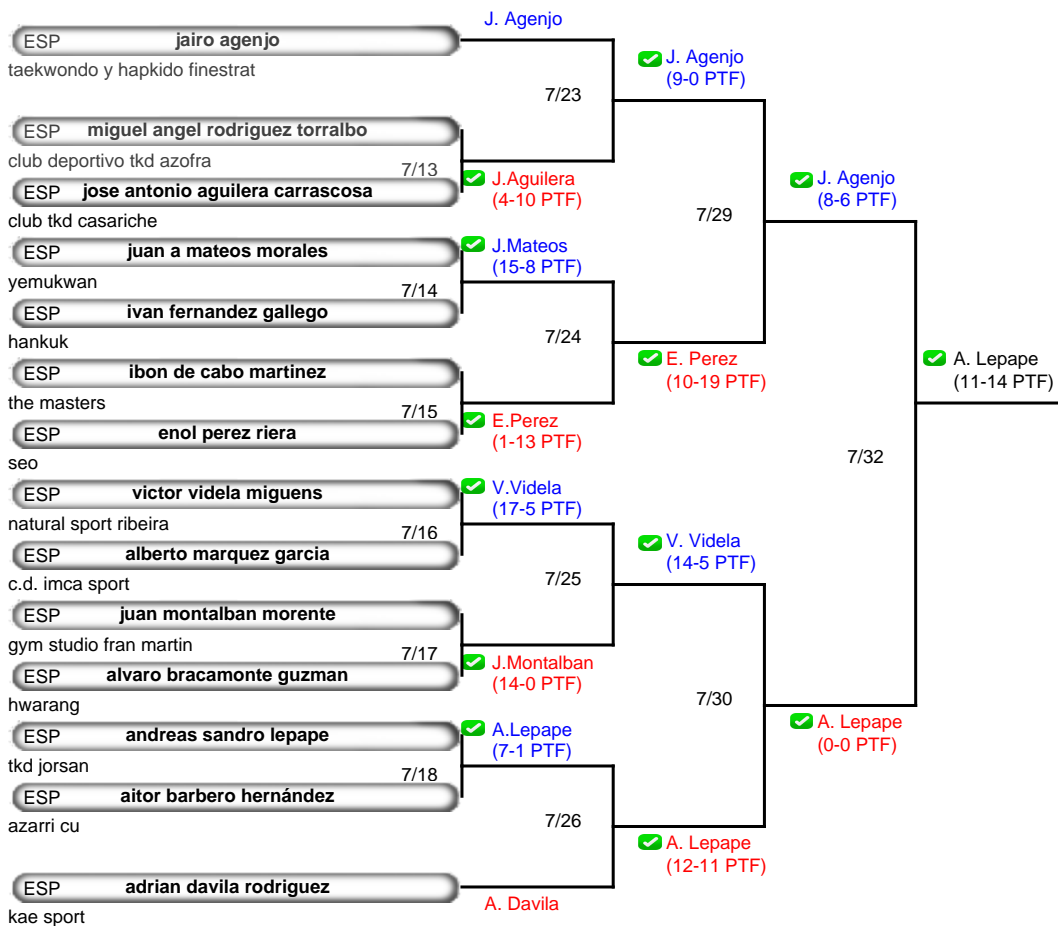 J. Agenjo
ESP jairo agenjo
taekwondo y hapkido finestrat
J. Agenjo
(9-0 PTF)
7/23
ESP miguel angel rodriguez torralbo
club deportivo tkd azofra
7/13
J.Aguilera
(4-10 PTF)
ESP jose antonio aguilera carrascosa
club tkd casariche
J. Agenjo
(8-6 PTF)
7/29
ESP juan a mateos morales
J.Mateos
(15-8 PTF)
yemukwan
7/14
ESP ivan fernandez gallego
hankuk
7/24
E. Perez
(10-19 PTF)
ESP ibon de cabo martinez
the masters
7/15
E.Perez
(1-13 PTF)
ESP enol perez riera
seo
A. Lepape
(11-14 PTF)
7/32
ESP victor videla miguens
V.Videla
(17-5 PTF)
natural sport ribeira
7/16
ESP alberto marquez garcia
c.d. imca sport
V. Videla
(14-5 PTF)
7/25
ESP juan montalban morente
gym studio fran martin
7/17
J.Montalban
(14-0 PTF)
ESP alvaro bracamonte guzman
hwarang
7/30
A. Lepape
(0-0 PTF)
ESP andreas sandro lepape
A.Lepape
(7-1 PTF)
tkd jorsan
7/18
ESP aitor barbero hernández
azarri cu
7/26
A. Lepape
(12-11 PTF)
ESP adrian davila rodriguez
A. Davila
kae sport